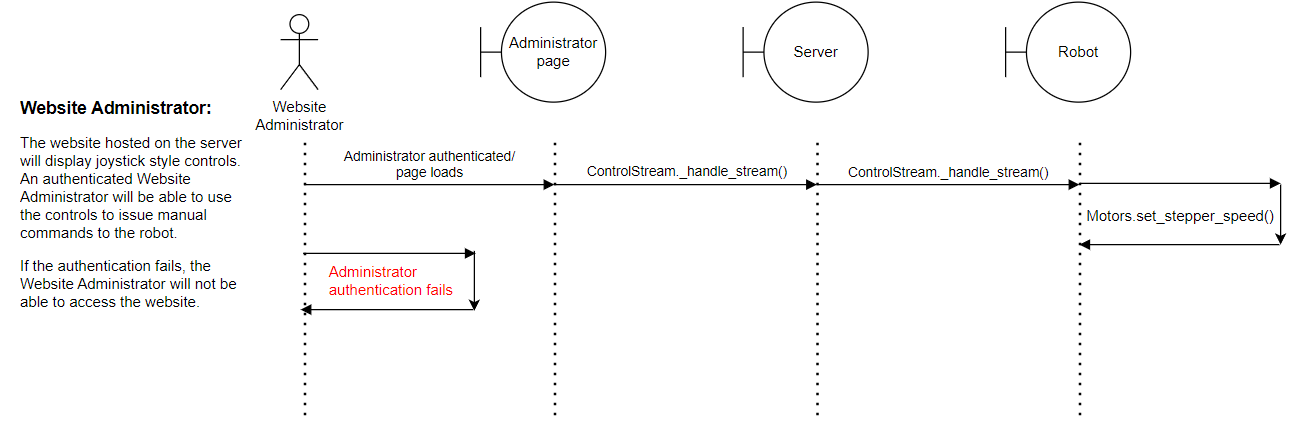 Administrator
page
Server
Robot
Website
Administrator
Website Administrator:
The website hosted on the server
will display joystick style controls.
An authenticated Website
Administrator will be able to use
the controls to issue manual
commands to the robot.
If the authentication fails, the
Website Administrator will not be
able to access the website.
Administrator authenticated/
page loads
ControlStream._handle_stream()
ControlStream._handle_stream()
Motors.set_stepper_speed()
Administrator
authentication fails